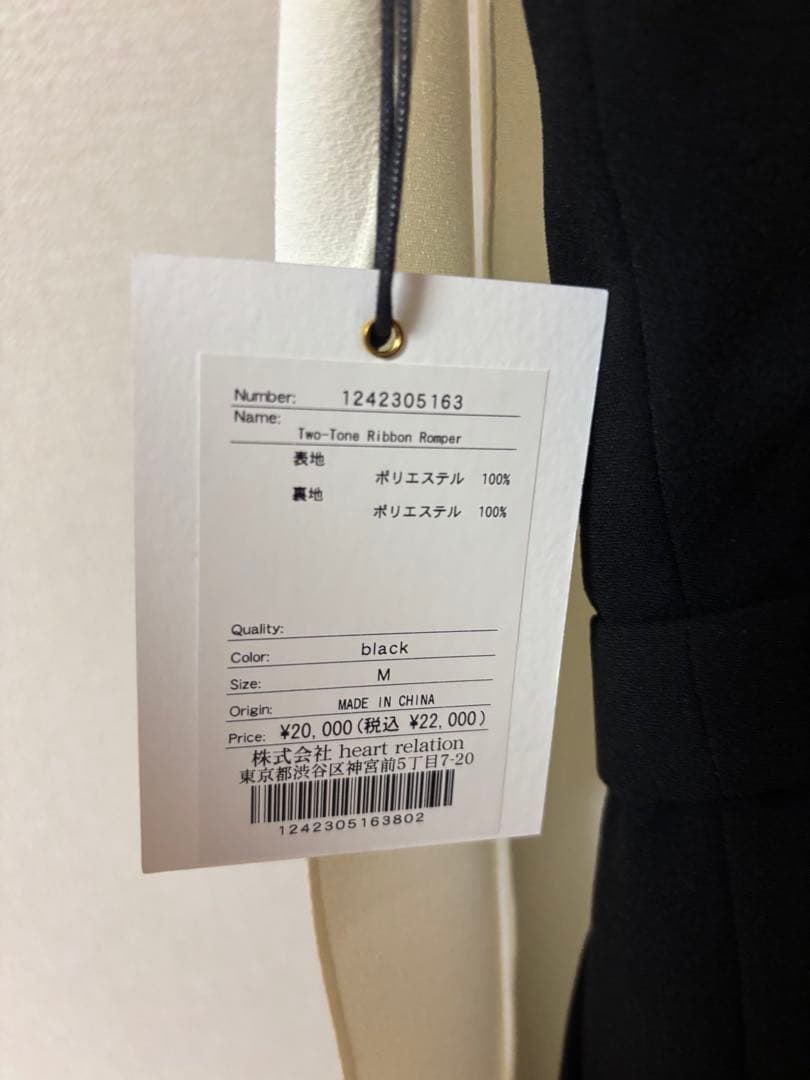 Number: 1242305163
Name:
Two-Tone Ribbon Romper
表地
ポリエステル 100%
裏地
ポリエステル 100%
Quality:
Color: black
Size: M
Origin: MADE IN CHINA
Price: ¥20,000(税込 ¥22,000)
株式会社 heart relation
東京都渋谷区神宮前5丁目7-20
1242305163802